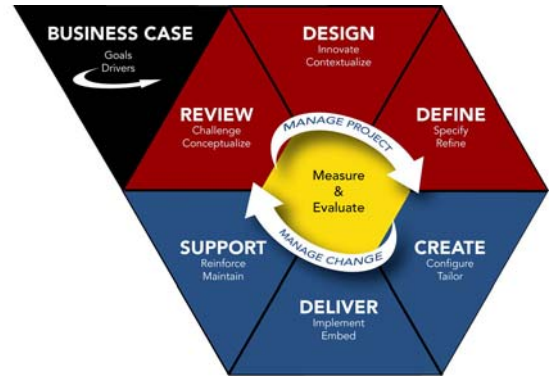 BUSINESS CASE
Goals
Drivers
DESIGN
Innovate
Contextualize
REVIEW
Challenge
Conceptualize
DEFINE
Specify
Refine
MANAGE PROJECT
Measure
&
Evaluate
MANAGE CHANGE
SUPPORT
Reinforce
Maintain
CREATE
Configure
Tailor
DELIVER
Implement
Embed